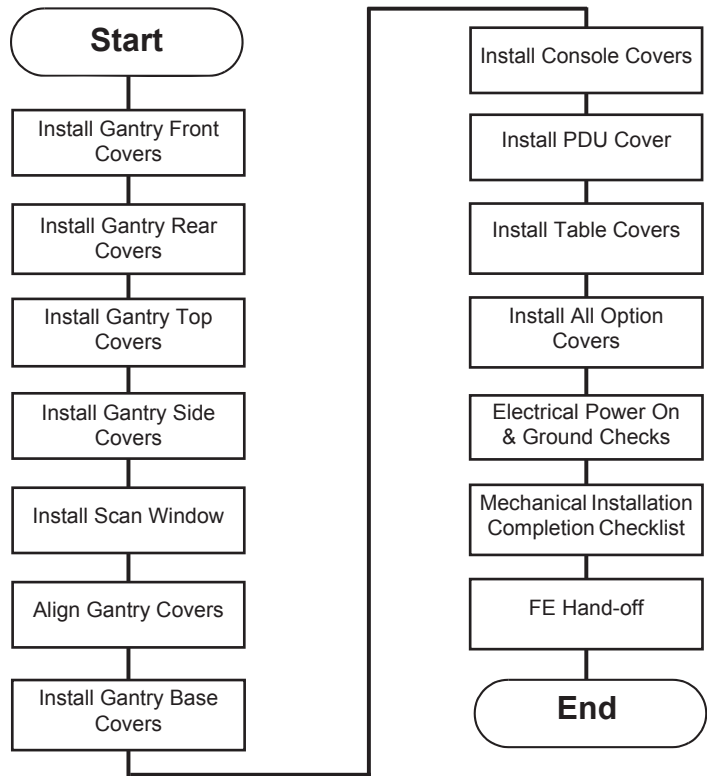 Start
Install Gantry Front
Covers
Install Gantry Rear
Covers
Install Gantry Top
Covers
Install Gantry Side
Covers
Install Scan Window
Align Gantry Covers
Install Gantry Base
Covers
Install Console Covers
Install PDU Cover
Install Table Covers
Install All Option
Covers
Electrical Power On
& Ground Checks
Mechanical Installation
Completion Checklist
FE Hand-off
End